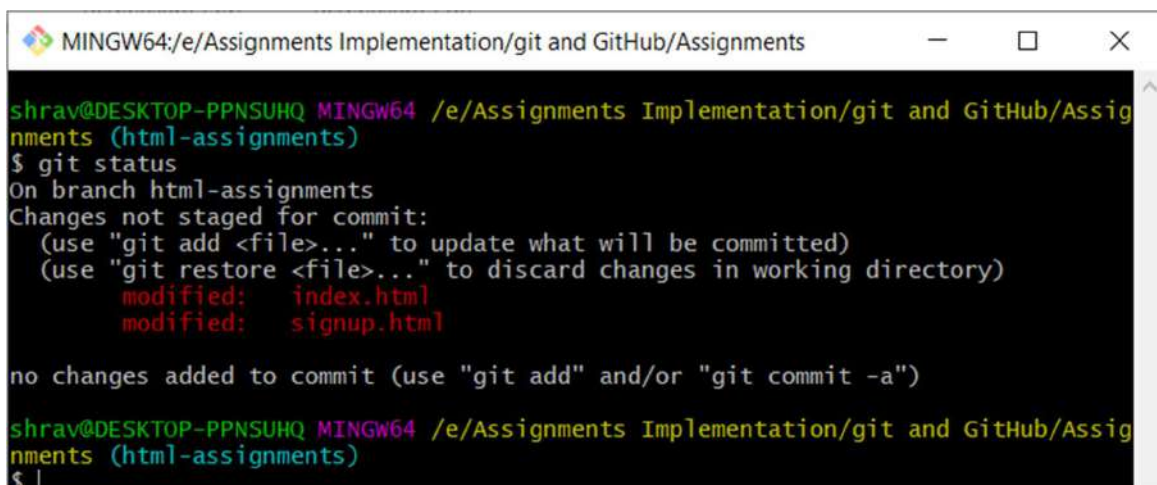 MINGW64:/e/Assignments Implementation/git and GitHub/Assignments
shrav@DESKTOP-PPNSUHQ MINGW64 /e/Assignments Implementation/git and GitHub/Assig
nments (html-assignments)
$ git status
On branch html-assignments
Changes not staged for commit:
  (use "git add <file>..." to update what will be committed)
  (use "git restore <file>..." to discard changes in working directory)
        modified:   index.html
        modified:   signup.html
no changes added to commit (use "git add" and/or "git commit -a")
shrav@DESKTOP-PPNSUHQ MINGW64 /e/Assignments Implementation/git and GitHub/Assig
nments (html-assignments)
$